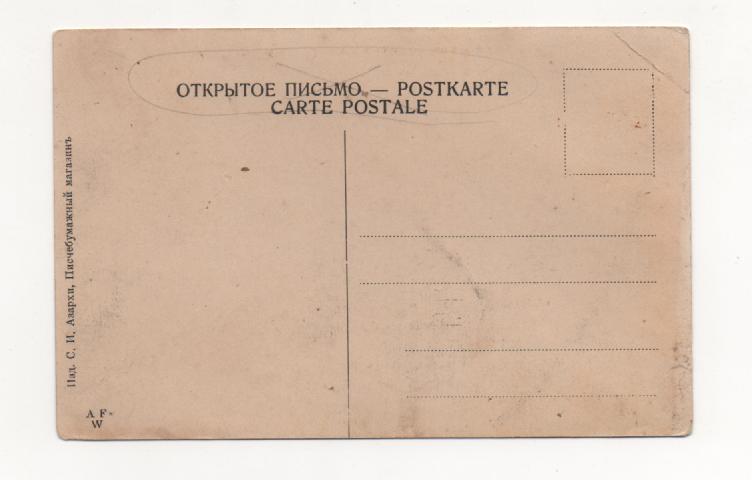 ОТКРЫТОЕ ПИСЬМО — POSTKARTE
CARTE POSTALE
Изд. С. И. Азархи, Писчебумажный магазинъ
A F
W